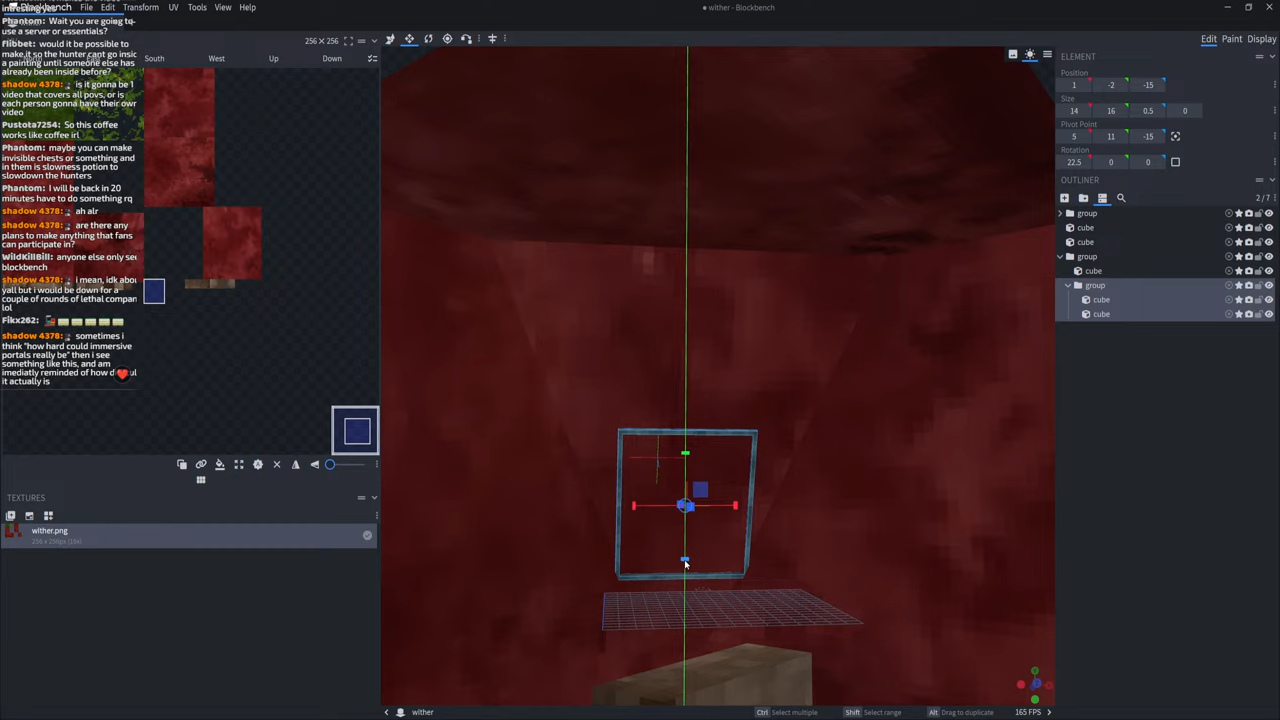 Blockbench
File
Edit
Transform
UV
Tools
View
Help
wither - Blockbench
256 × 256
South
West
Up
Down
Edit
Paint
Display
interesting yes
Phantom: Wait you are going to
use a server or essentials?
Flibbet: would it be possible to
make it so the hunter cant go inside
a painting until someone else has
already been inside before?
shadow 4378: is it gonna be 1
video that covers all povs, or is
each person gonna have their own
video
Pustota7254: So this coffee
works like coffee irl
Phantom: maybe you can make
invisible chests or something and
in them is slowness potion to
slowdown the hunters
Phantom: I will be back in 20
minutes have to do something rq
shadow 4378: ah alr
shadow 4378: are there any
plans to make anything that fans
can participate in?
WildKillBill: anyone else only see
blockbench
shadow 4378: i mean, idk abou
yall but i would be down for a
couple of rounds of lethal compan
lol
Fikx262:
shadow 4378: sometimes i
think "how hard could immersive
portals really be" then i see
something like this, and am
imediatly reminded of how d
it actually is
TEXTURES
wither.png
256 x 256px (16x)
ELEMENT
Position
1 -2 -15
Size
14 16 0.5 0
Pivot Point
5 11 -15
Rotation
22.5 0 0
OUTLINER
2/7
group
cube
cube
group
cube
group
cube
cube
wither
Ctrl Select multiple
Shift Select range
Alt Drag to duplicate
165 FPS